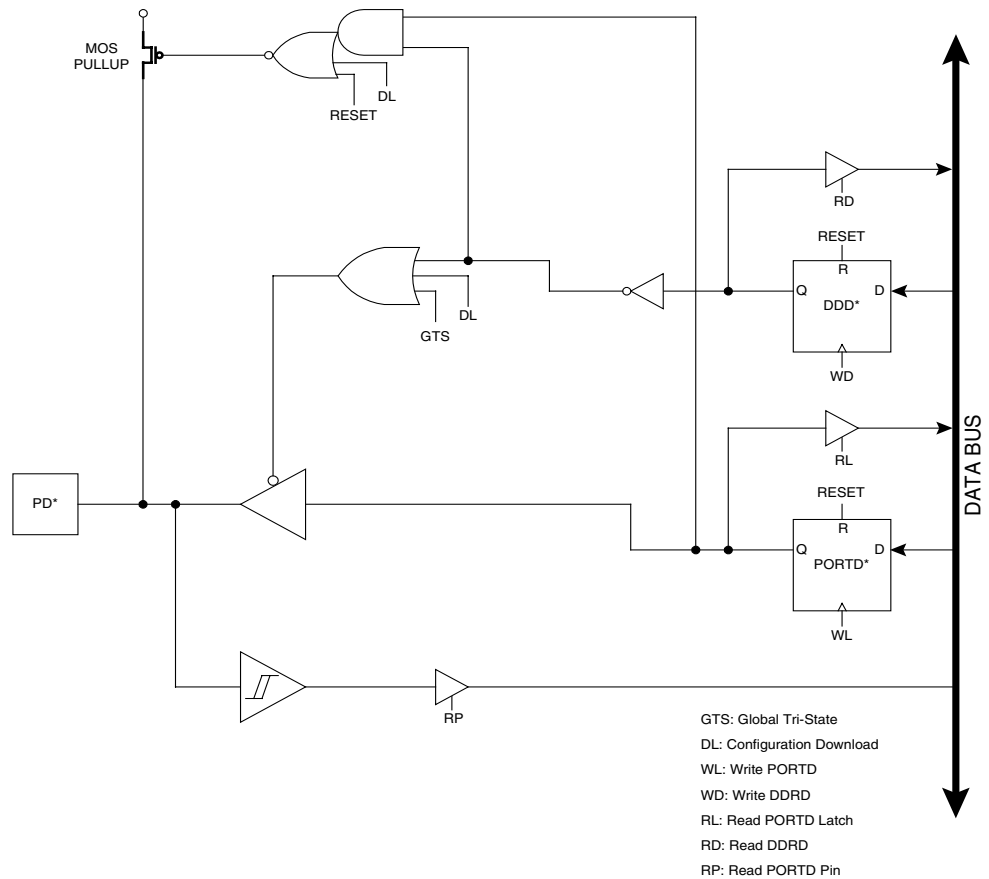 MOS
PULLUP
DL
RESET
RD
RESET
R
Q
DDD*
D
DL
GTS
WD
RL
RESET
PD*
R
Q
D
PORTD*
WL
DATA BUS
RP
GTS: Global Tri-State
DL: Configuration Download
WL: Write PORTD
WD: Write DDRD
RL: Read PORTD Latch
RD: Read DDRD
RP: Read PORTD Pin